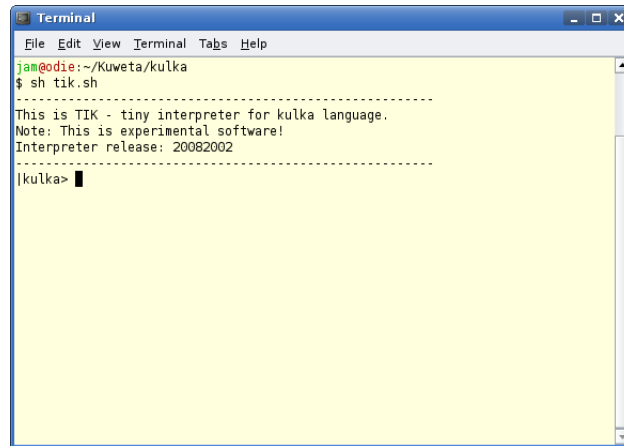 Terminal
File Edit View Terminal Tabs Help
jam@odie:~/Kuweta/kulka
$ sh tik.sh
-----------------------------------------------------
This is TIK - tiny interpreter for kulka language.
Note: This is experimental software!
Interpreter release: 20082002
-----------------------------------------------------
|kulka>